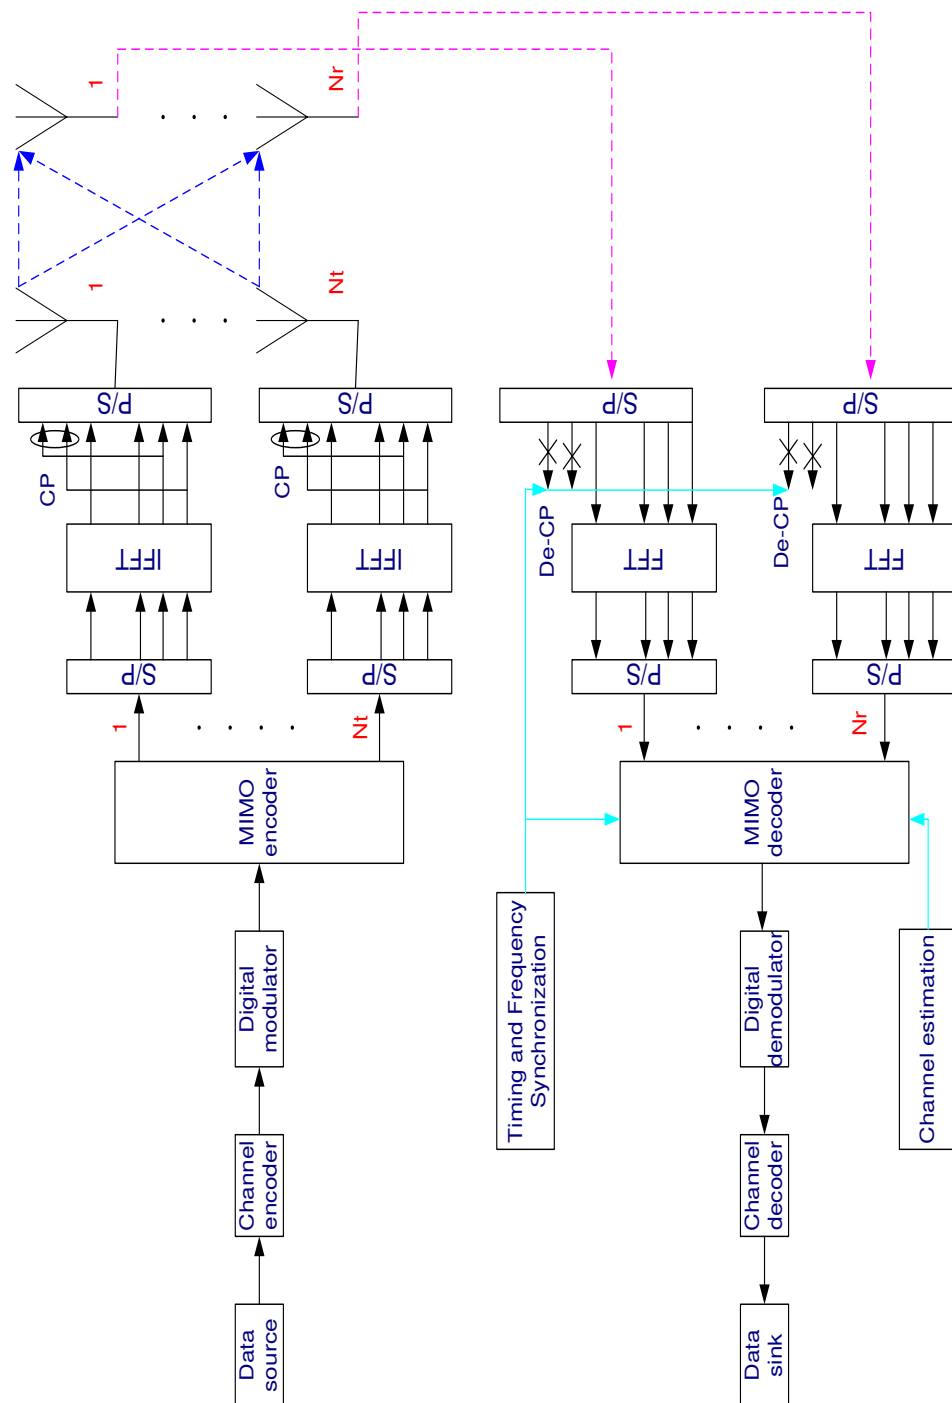 Data
source
Channel
encoder
Digital
modulator
MIMO
encoder
1
. . . .
Nt
S/P
S/P
IFFT
IFFT
CP
CP
P/S
P/S
1
. . .
Nt
1
. . .
Nr
S/P
S/P
De-CP
De-CP
FFT
FFT
P/S
P/S
1
. . . .
Nr
MIMO
decoder
Timing and Frequency
Synchronization
Channel estimation
Digital
demodulator
Channel
decoder
Data
sink